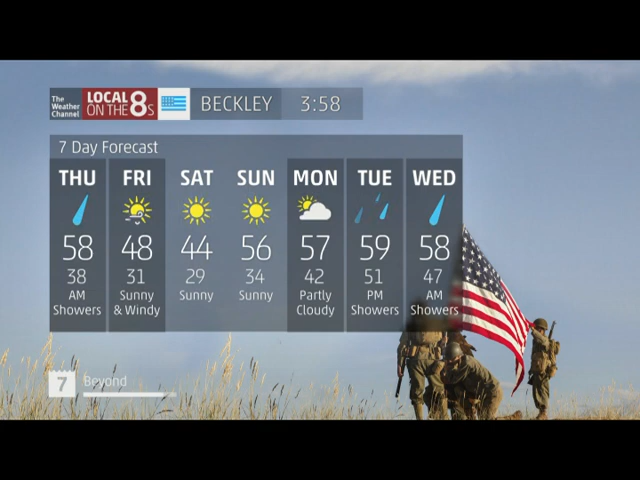 The Weather Channel
LOCAL ON THE 8s
BECKLEY
3:58
7 Day Forecast
THU FRI SAT SUN MON TUE WED
58 48 44 56 57 59 58
38 31 29 34 42 51 47
AM Sunny Sunny Sunny Partly PM AM
Showers & Windy Cloudy Showers Showers
7 Beyond